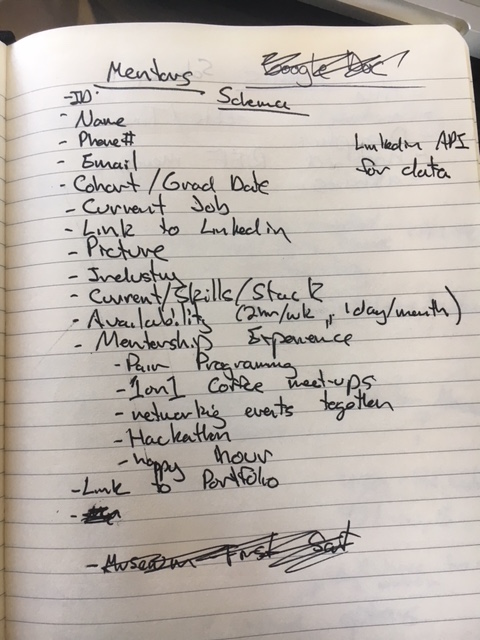 Mentors
Google Doc
Schema
- ID:
- Name
- Phone#
- Email
LinkedIn API
for data
- Cohort / Grad Date
- Current Job
- Link to Linkedin
- Picture
- Industry
- Current/Skills/Stack
- Availability (2hr/wk, 1day/month)
- Mentorship Experience
- Pair Programing
- 1on1 Coffee meet-ups
- networking events together
- Hackathon
- happy hour
- Link to Portfolio
-
- Museum First Sat